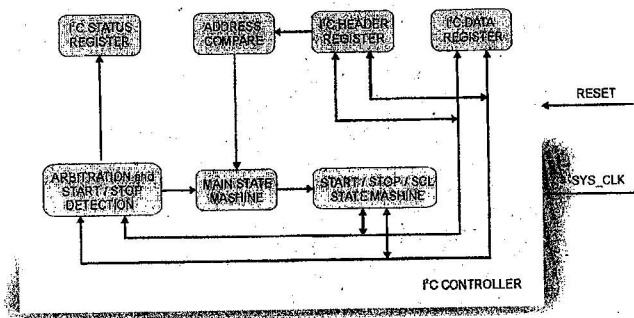 I²C STATUS
REGISTER
ADDRESS
COMPARE
I²C HEADER
REGISTER
I²C DATA
REGISTER
RESET
ARBITRATION and
START / STOP
DETECTION
MAIN STATE
MASHINE
START / STOP / SCL
STATE MASHINE
SYS_CLK
I²C CONTROLLER